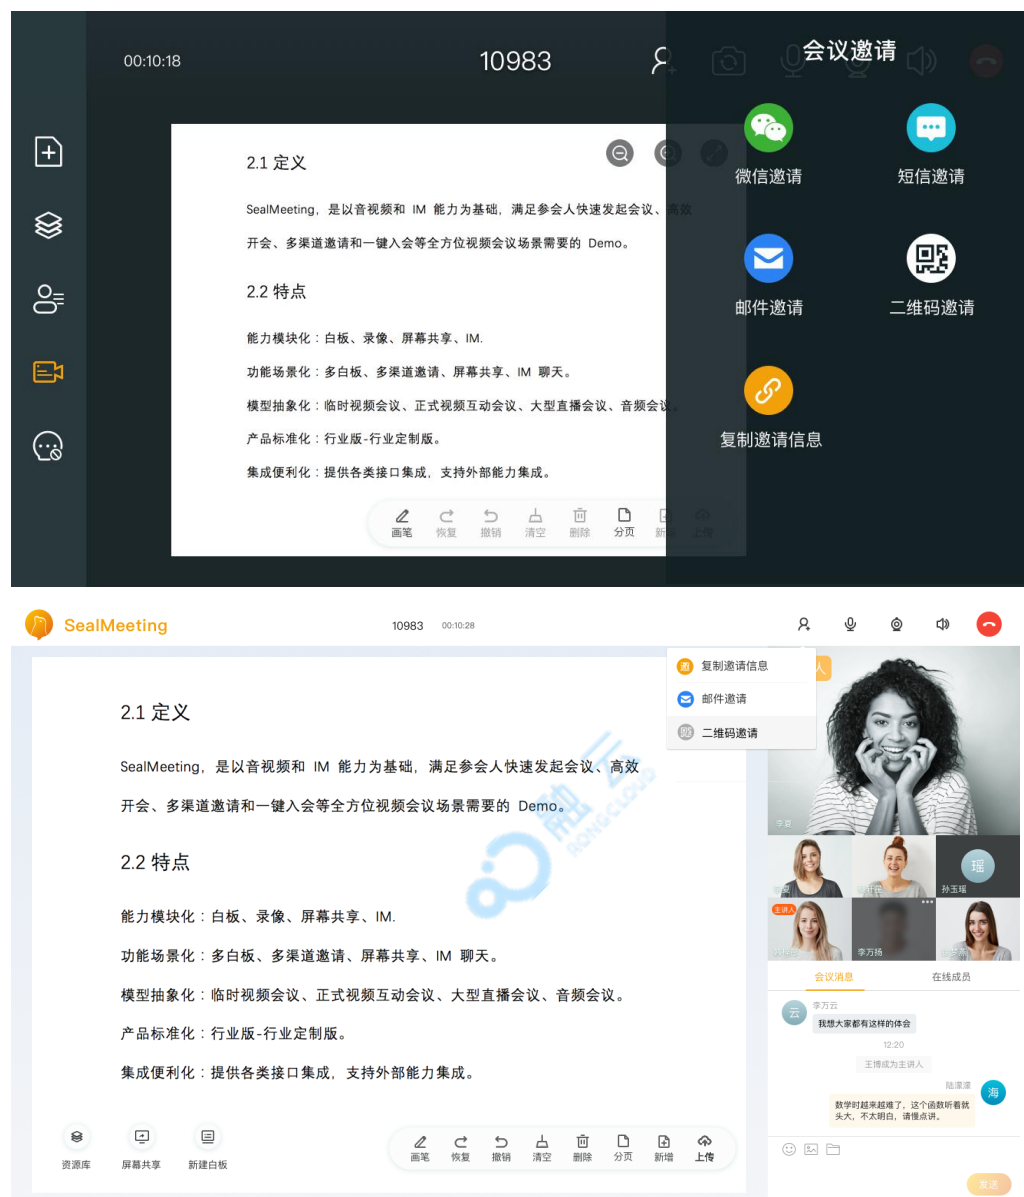 00:10:18
10983
会议邀请
微信邀请
短信邀请
邮件邀请
二维码邀请
复制邀请信息
2.1 定义
SealMeeting，是以音视频和 IM 能力为基础，满足参会人快速发起会议、高效
开会、多渠道邀请和一键入会等全方位视频会议场景需要的 Demo。
2.2 特点
能力模块化：白板、录像、屏幕共享、IM.
功能场景化：多白板、多渠道邀请、屏幕共享、IM 聊天。
模型抽象化：临时视频会议、正式视频互动会议、大型直播会议、音频会议。
产品标准化：行业版-行业定制版。
集成便利化：提供各类接口集成，支持外部能力集成。
画笔 恢复 撤销 清空 删除 分页 新增 上传
SealMeeting
10983 00:10:28
复制邀请信息
邮件邀请
二维码邀请
人
2.1 定义
SealMeeting，是以音视频和 IM 能力为基础，满足参会人快速发起会议、高效
开会、多渠道邀请和一键入会等全方位视频会议场景需要的 Demo。
融云
RONGCLOUD
2.2 特点
能力模块化：白板、录像、屏幕共享、IM.
功能场景化：多白板、多渠道邀请、屏幕共享、IM 聊天。
模型抽象化：临时视频会议、正式视频互动会议、大型直播会议、音频会议。
产品标准化：行业版-行业定制版。
集成便利化：提供各类接口集成，支持外部能力集成。
资源库 屏幕共享 新建白板
画笔 恢复 撤销 清空 删除 分页 新增 上传
李夏
瑶
孙玉瑶
主讲人
李万扬
会议消息 在线成员
云
李万云
我想大家都有这样的体会
12:20
王博成为主讲人
陆濛濛
海
数学时越来越难了，这个函数听着就
头大，不太明白，请慢点讲。
发送